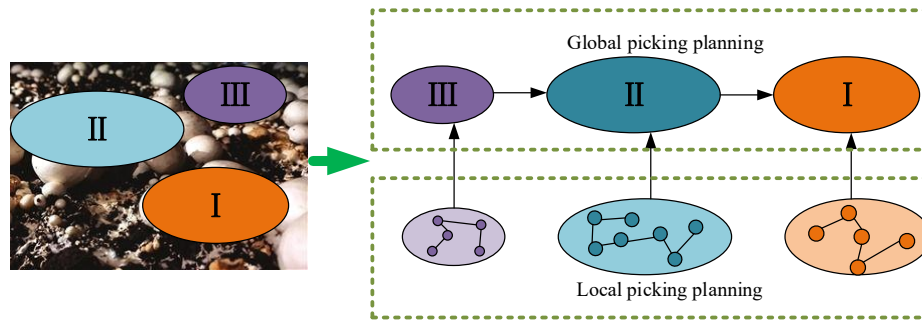 III
II
I
Global picking planning
III
II
I
Local picking planning